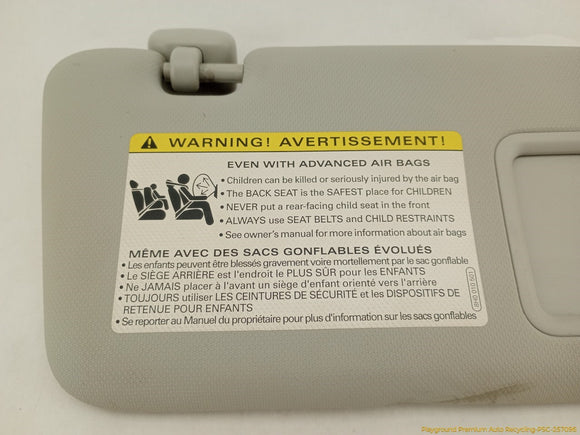 WARNING! AVERTISSEMENT!
EVEN WITH ADVANCED AIR BAGS
• Children can be killed or seriously injured by the air bag
• The BACK SEAT is the SAFEST place for CHILDREN
• NEVER put a rear-facing child seat in the front
• ALWAYS use SEAT BELTS and CHILD RESTRAINTS
• See owner's manual for more information about air bags
MÊME AVEC DES SACS GONFLABLES ÉVOLUÉS
• Les enfants peuvent être blessés gravement voire mortellement par le sac gonflable
• Le SIÈGE ARRIÈRE est l'endroit le PLUS SÛR pour les ENFANTS
• Ne JAMAIS placer à l'avant un siège d'enfant orienté vers l'arrière
• TOUJOURS utiliser LES CEINTURES DE SÉCURITÉ et les DISPOSITIFS DE
RETENUE POUR ENFANTS
• Se reporter au Manuel du propriétaire pour plus d'information sur les sacs gonflables
Playground Premium Auto Recycling-PSC-257095